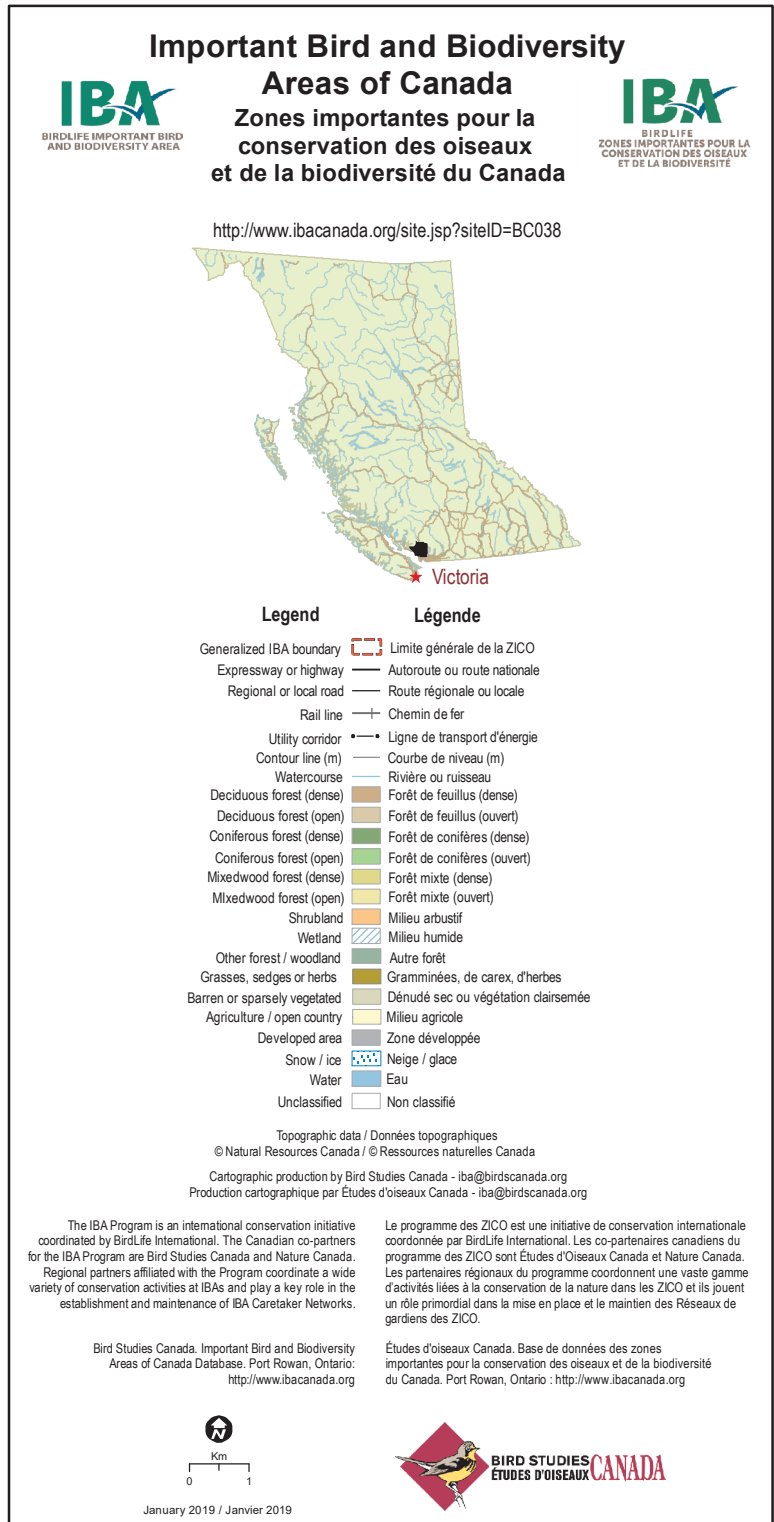 Important Bird and Biodiversity
Areas of Canada
Zones importantes pour la
conservation des oiseaux
et de la biodiversité du Canada
IBA
BIRDLIFE IMPORTANT BIRD
AND BIODIVERSITY AREA
IBA
BIRDLIFE
ZONES IMPORTANTES POUR LA
CONSERVATION DES OISEAUX
ET DE LA BIODIVERSITÉ
http://www.ibacanada.org/site.jsp?siteID=BC038
Victoria
Legend Légende
Generalized IBA boundary Limite générale de la ZICO
Expressway or highway Autoroute ou route nationale
Regional or local road Route régionale ou locale
Rail line Chemin de fer
Utility corridor Ligne de transport d'énergie
Contour line (m) Courbe de niveau (m)
Watercourse Rivière ou ruisseau
Deciduous forest (dense) Forêt de feuillus (dense)
Deciduous forest (open) Forêt de feuillus (ouvert)
Coniferous forest (dense) Forêt de conifères (dense)
Coniferous forest (open) Forêt de conifères (ouvert)
Mixedwood forest (dense) Forêt mixte (dense)
MIxedwood forest (open) Forêt mixte (ouvert)
Shrubland Milieu arbustif
Wetland Milieu humide
Other forest / woodland Autre forêt
Grasses, sedges or herbs Gramminées, de carex, d'herbes
Barren or sparsely vegetated Dénudé sec ou végétation clairsemée
Agriculture / open country Milieu agricole
Developed area Zone développée
Snow / ice Neige / glace
Water Eau
Unclassified Non classifié
Topographic data / Données topographiques
© Natural Resources Canada / © Ressources naturelles Canada
Cartographic production by Bird Studies Canada - iba@birdscanada.org
Production cartographique par Études d'oiseaux Canada - iba@birdscanada.org
The IBA Program is an international conservation initiative
coordinated by BirdLife International. The Canadian co-partners
for the IBA Program are Bird Studies Canada and Nature Canada.
Regional partners affiliated with the Program coordinate a wide
variety of conservation activities at IBAs and play a key role in the
establishment and maintenance of IBA Caretaker Networks.
Le programme des ZICO est une initiative de conservation internationale
coordonnée par BirdLife International. Les co-partenaires canadiens du
programme des ZICO sont Études d'Oiseaux Canada et Nature Canada.
Les partenaires régionaux du programme coordonnent une vaste gamme
d'activités liées à la conservation de la nature dans les ZICO et ils jouent
un rôle primordial dans la mise en place et le maintien des Réseaux de
gardiens des ZICO.
Bird Studies Canada. Important Bird and Biodiversity
Areas of Canada Database. Port Rowan, Ontario:
http://www.ibacanada.org
Études d'oiseaux Canada. Base de données des zones
importantes pour la conservation des oiseaux et de la biodiversité
du Canada. Port Rowan, Ontario : http://www.ibacanada.org
N
Km
0 1
January 2019 / Janvier 2019
BIRD STUDIES
ÉTUDES D'OISEAUX CANADA